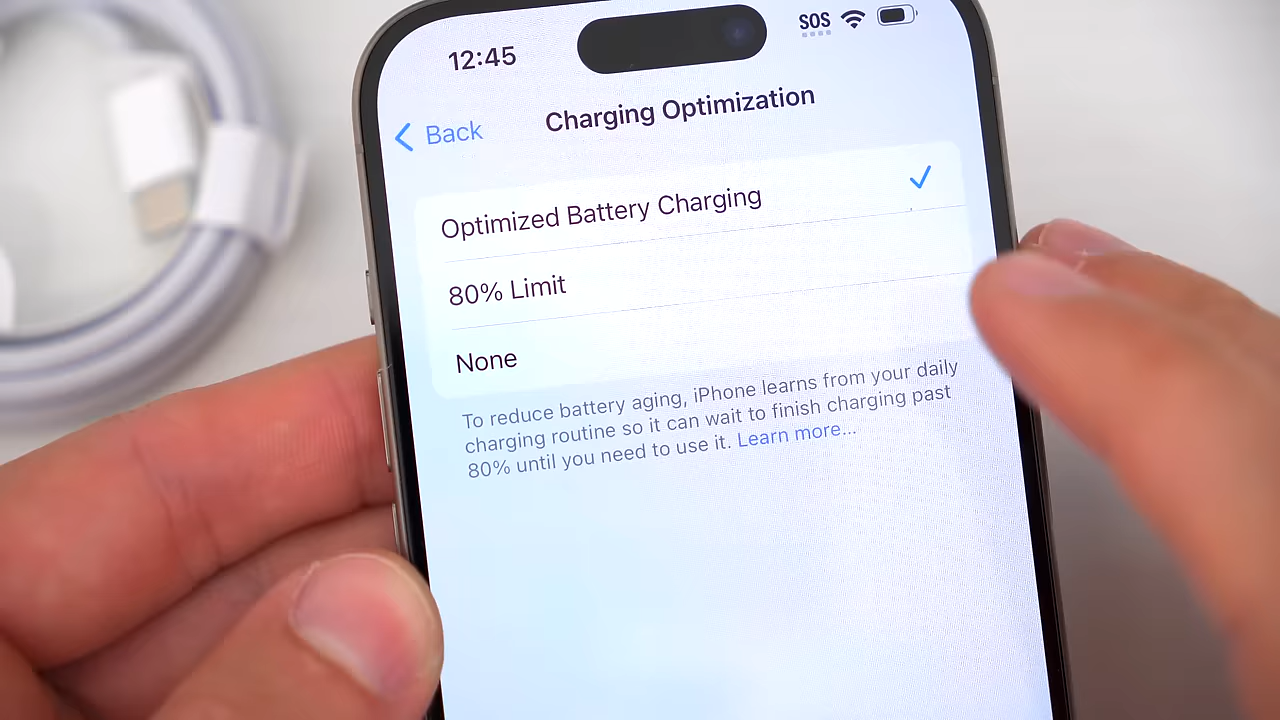 12:45
SOS
Back
Charging Optimization
Optimized Battery Charging
80% Limit
None
To reduce battery aging, iPhone learns from your daily
charging routine so it can wait to finish charging past
80% until you need to use it. Learn more...